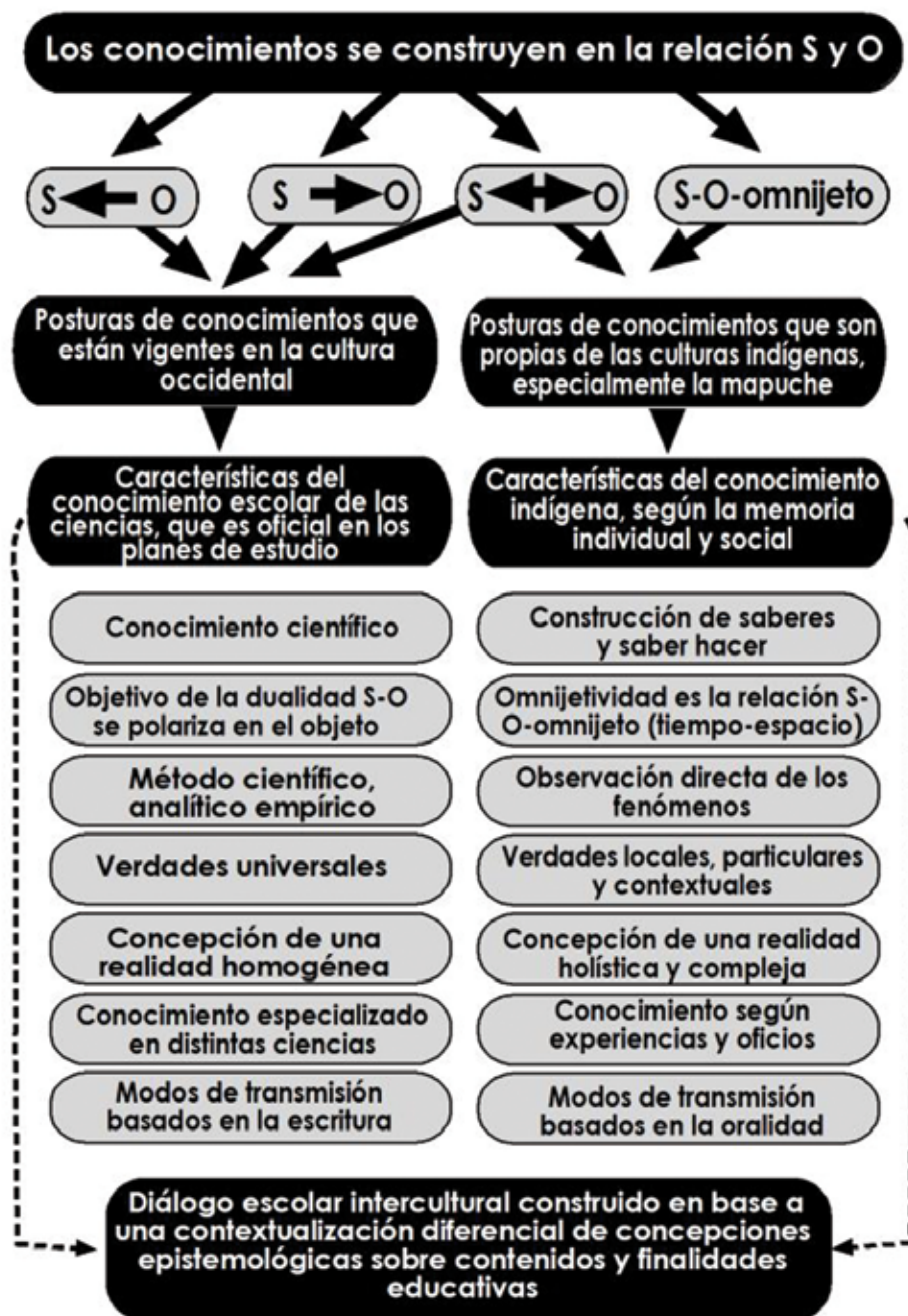 Los conocimientos se construyen en la relación S y O
S O
S O
S O
S-O-omnijeto
Posturas de conocimientos que
están vigentes en la cultura
occidental
Posturas de conocimientos que son
propias de las culturas indígenas,
especialmente la mapuche
Características del
conocimiento escolar de las
ciencias, que es oficial en los
planes de estudio
Características del conocimiento
indígena, según la memoria
individual y social
Conocimiento científico
Construcción de saberes
y saber hacer
Objetivo de la dualidad S-O
se polariza en el objeto
Omnijetividad es la relación S-
O-omnijeto (tiempo-espacio)
Método científico,
analítico empírico
Observación directa de los
fenómenos
Verdades universales
Verdades locales, particulares
y contextuales
Concepción de una
realidad homogénea
Concepción de una realidad
holística y compleja
Conocimiento especializado
en distintas ciencias
Conocimiento según
experiencias y oficios
Modos de transmisión
basados en la escritura
Modos de transmisión
basados en la oralidad
Diálogo escolar intercultural construido en base a
una contextualización diferencial de concepciones
epistemológicas sobre contenidos y finalidades
educativas